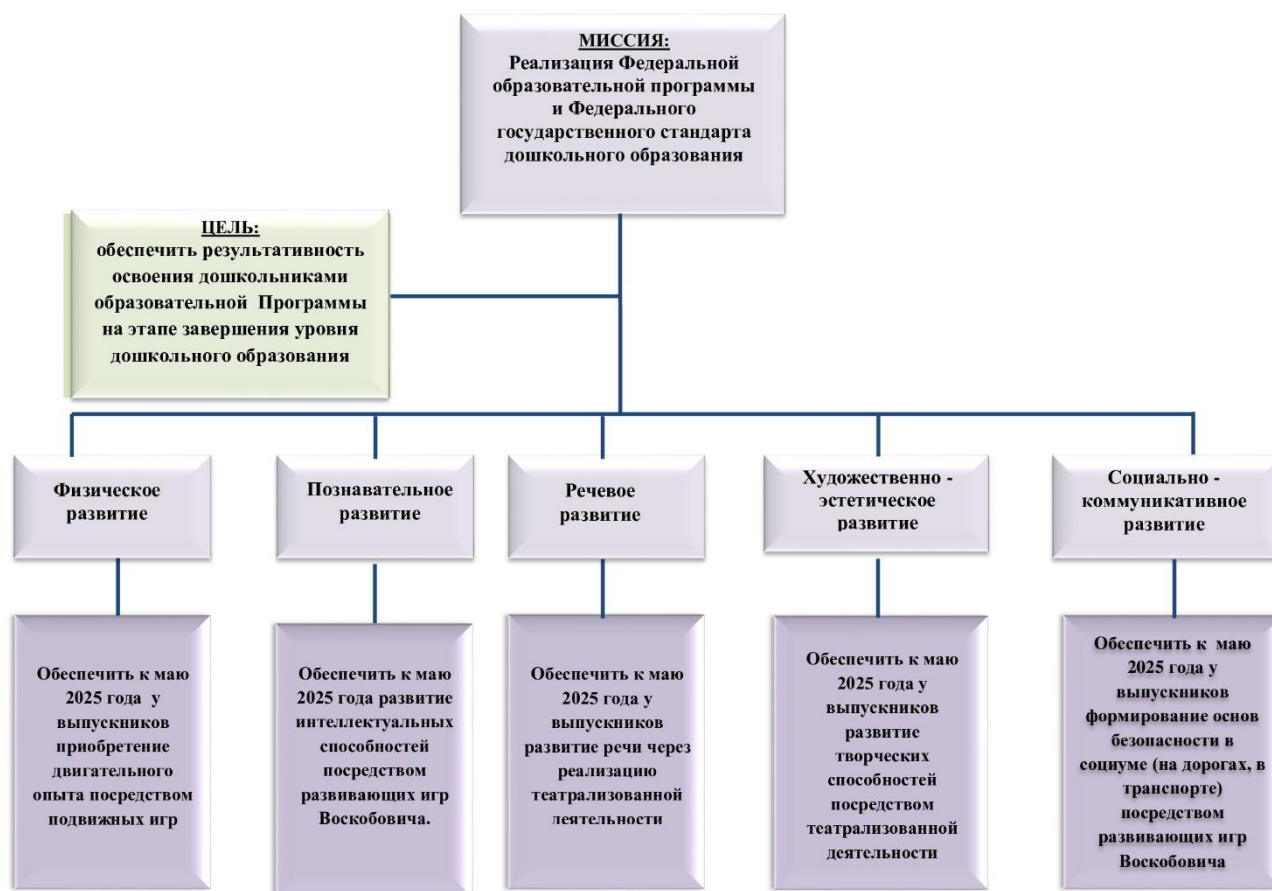 МИССИЯ:
Реализация Федеральной
образовательной программы
и Федерального
государственного стандарта
дошкольного образования
ЦЕЛЬ:
обеспечить результативность
освоения дошкольниками
образовательной Программы
на этапе завершения уровня
дошкольного образования
Физическое
развитие
Познавательное
развитие
Речевое
развитие
Художественно -
эстетическое
развитие
Социально -
коммуникативное
развитие
Обеспечить к маю
2025 года у
выпускников
приобретение
двигательного
опыта посредством
подвижных игр
Обеспечить к маю
2025 года развитие
интеллектуальных
способностей
посредством
развивающих игр
Воскобовича.
Обеспечить к маю
2025 года у
выпускников
развитие речи через
реализацию
театрализованной
деятельности
Обеспечить к маю
2025 года у
выпускников
развитие
творческих
способностей
посредством
театрализованной
деятельности
Обеспечить к маю
2025 года у
выпускников
формирование основ
безопасности в
социуме (на дорогах, в
транспорте)
посредством
развивающих игр
Воскобовича